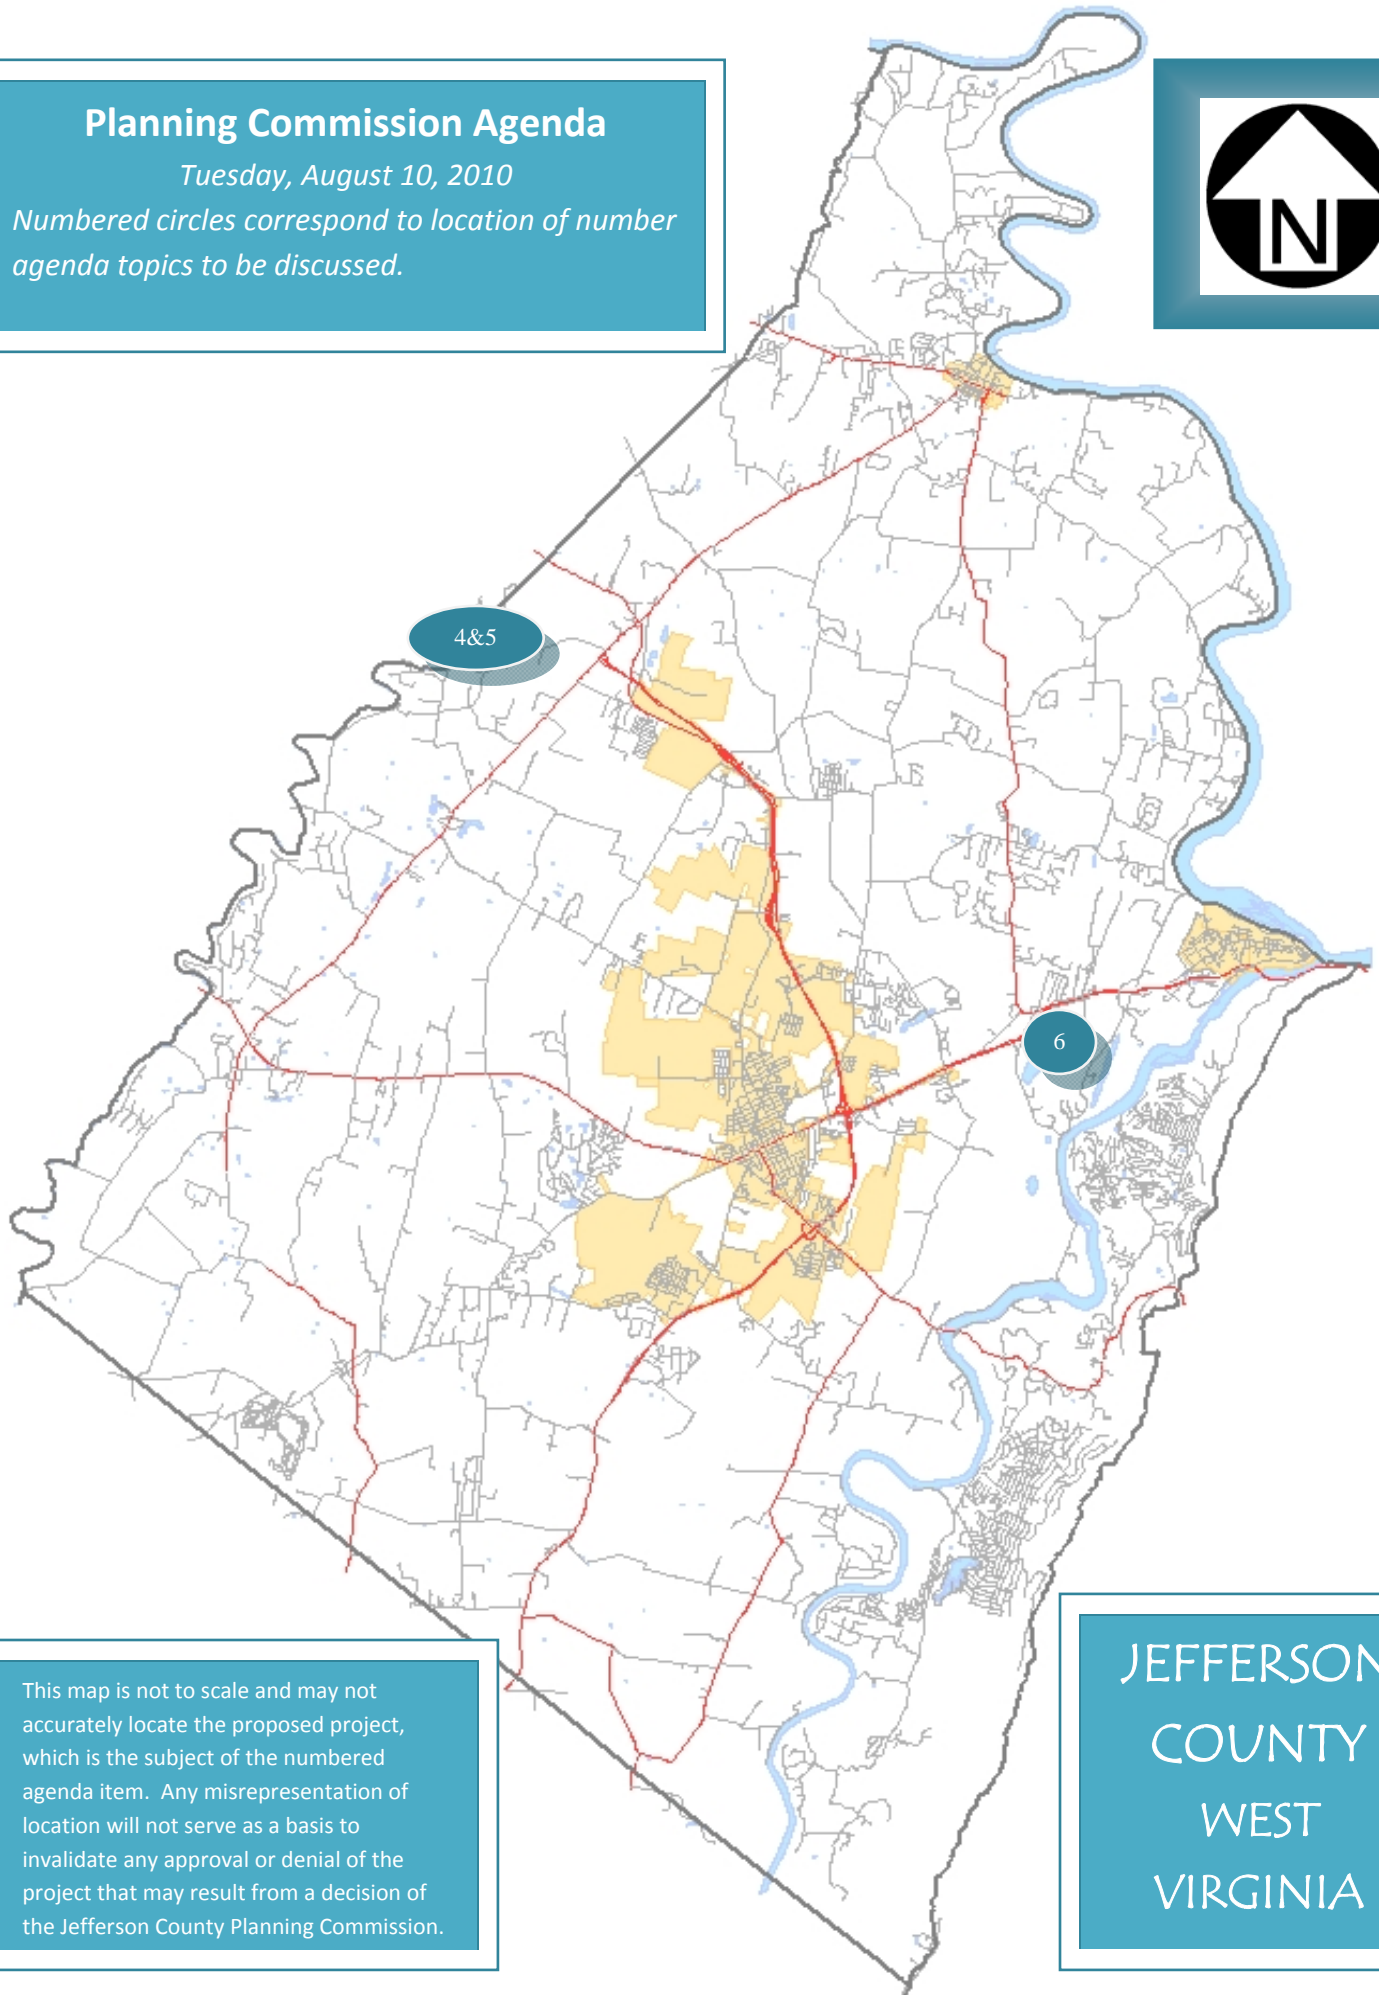 Planning Commission Agenda
Tuesday, August 10, 2010
Numbered circles correspond to location of number
agenda topics to be discussed.
N
4&5
6
This map is not to scale and may not
accurately locate the proposed project,
which is the subject of the numbered
agenda item.  Any misrepresentation of
location will not serve as a basis to
invalidate any approval or denial of the
project that may result from a decision of
the Jefferson County Planning Commission.
JEFFERSON
COUNTY
WEST
VIRGINIA